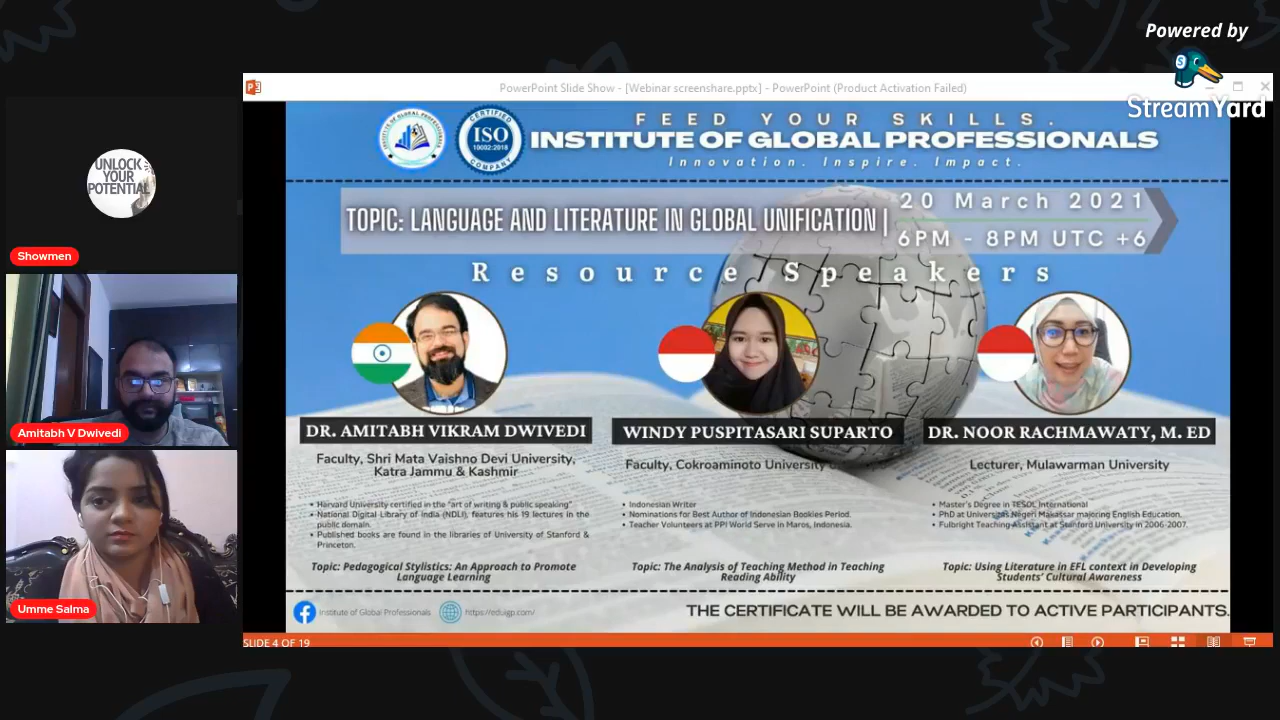 Powered by
StreamYard
PowerPoint Slide Show - [Webinar screenshare.pptx] - PowerPoint (Product Activation Failed)
UNLOCK
YOUR
POTENTIAL
Showmen
Amitabh V Dwivedi
Umme Salma
CERTIFIED
ISO
10002:2018
COMPANY
FEED YOUR SKILLS.
INSTITUTE OF GLOBAL PROFESSIONALS
Innovation. Inspire. Impact.
TOPIC: LANGUAGE AND LITERATURE IN GLOBAL UNIFICATION |
20 March 2021
6PM - 8PM UTC +6
Resource Speakers
DR. AMITABH VIKRAM DWIVEDI
Faculty, Shri Mata Vaishno Devi University,
Katra Jammu & Kashmir
• Harvard University certified in the "art of writing & public speaking"
• National Digital Library of India (NDLI), features his 19 lectures in the
public domain.
• Published books are found in the libraries of University of Stanford &
Princeton.
Topic: Pedagogical Stylistics: An Approach to Promote
Language Learning
WINDY PUSPITASARI SUPARTO
Faculty, Cokroaminoto University
• Indonesian Writer
• Nominations for Best Author of Indonesian Bookies Period.
• Teacher Volunteers at PPI World Serve in Maros, Indonesia.
Topic: The Analysis of Teaching Method in Teaching
Reading Ability
DR. NOOR RACHMAWATY, M. ED
Lecturer, Mulawarman University
• Master's Degree in TESOL International
• PhD at Universitas Negeri Makassar majoring English Education.
• Fulbright Teaching Assistant at Stanford University in 2006-2007.
Topic: Using Literature in EFL context in Developing
Students' Cultural Awareness
Institute of Global Professionals
https://eduigp.com/
THE CERTIFICATE WILL BE AWARDED TO ACTIVE PARTICIPANTS.
SLIDE 4 OF 19